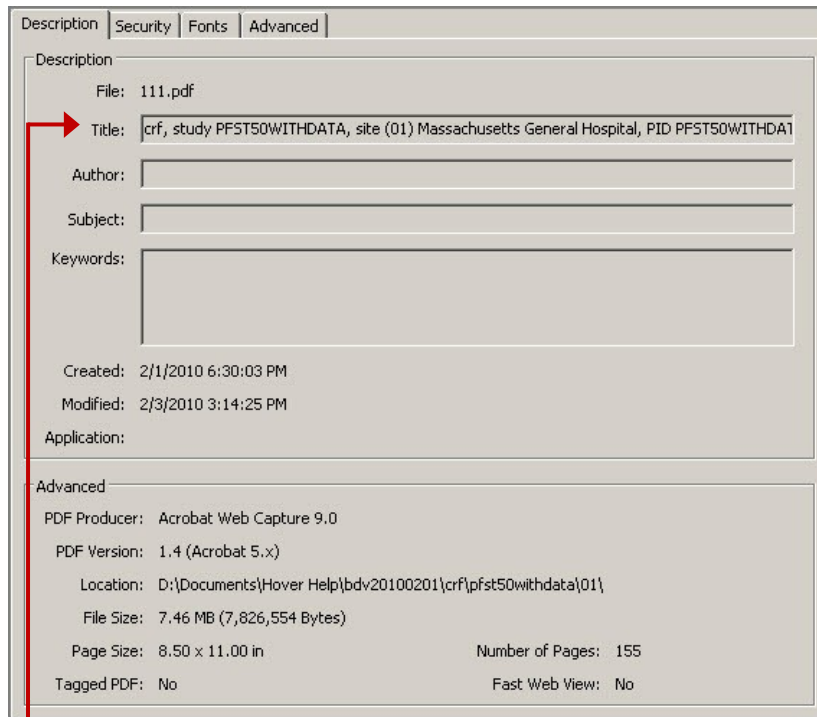 Description Security Fonts Advanced
Description
File: 111.pdf
Title: crf, study PFST50WITHDATA, site (01) Massachusetts General Hospital, PID PFST50WITHDAT
Author:
Subject:
Keywords:
Created: 2/1/2010 6:30:03 PM
Modified: 2/3/2010 3:14:25 PM
Application:
Advanced
PDF Producer: Acrobat Web Capture 9.0
PDF Version: 1.4 (Acrobat 5.x)
Location: D:\Documents\Hover Help\bdv20100201\crf\pfst50withdata\01\
File Size: 7.46 MB (7,826,554 Bytes)
Page Size: 8.50 x 11.00 in Number of Pages: 155
Tagged PDF: No Fast Web View: No